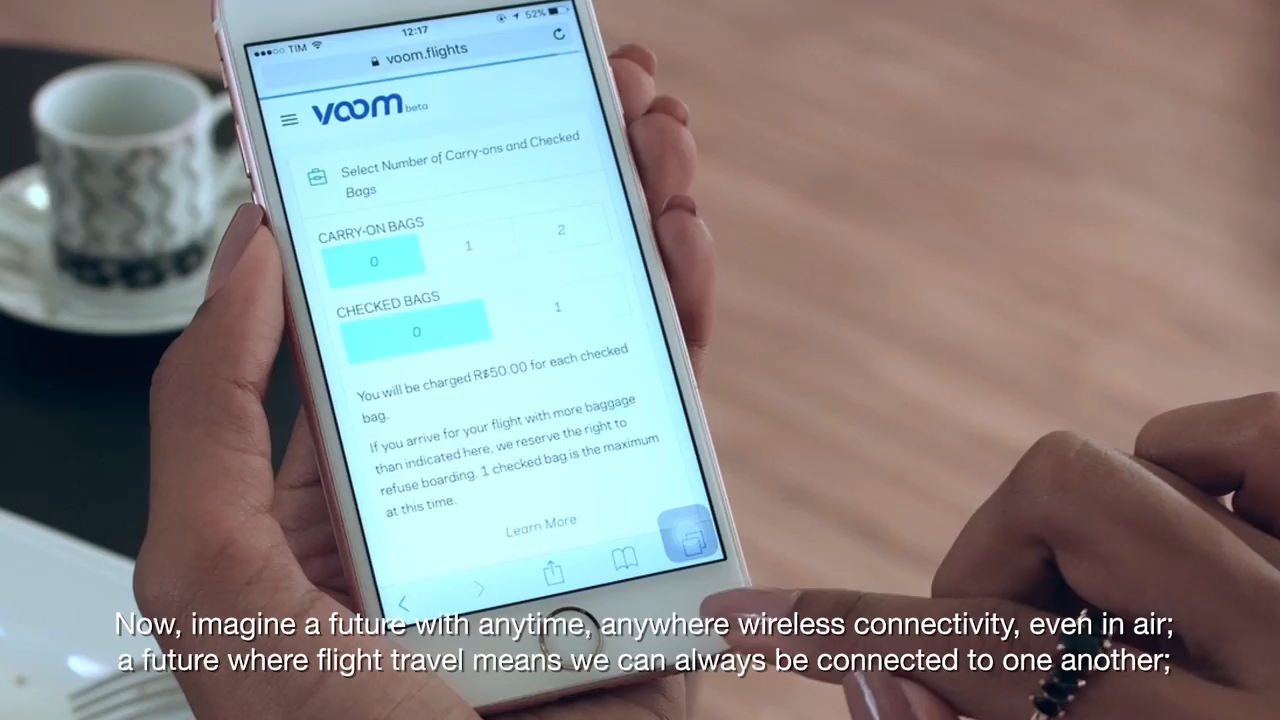 TIM 12:17 52%
voom.flights
voom beta
Select Number of Carry-ons and Checked
Bags
CARRY-ON BAGS
0 1 2
CHECKED BAGS
0 1
You will be charged R$50.00 for each checked
bag.
If you arrive for your flight with more baggage
than indicated here, we reserve the right to
refuse boarding. 1 checked bag is the maximum
at this time.
Learn More
Now, imagine a future with anytime, anywhere wireless connectivity, even in air;
a future where flight travel means we can always be connected to one another;